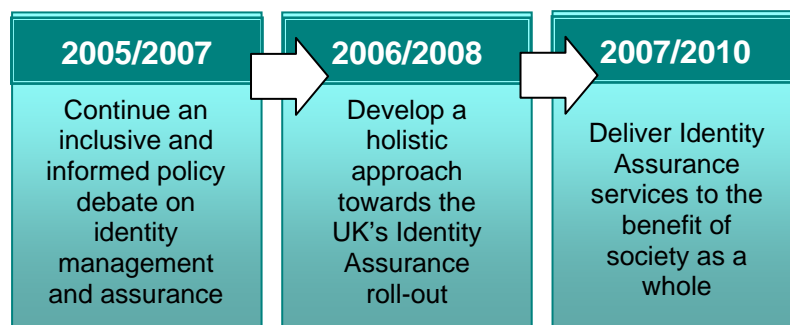 2005/2007
Continue an
inclusive and
informed policy
debate on
identity
management
and assurance
2006/2008
Develop a
holistic
approach
towards the
UK's Identity
Assurance
roll-out
2007/2010
Deliver Identity
Assurance
services to the
benefit of
society as a
whole